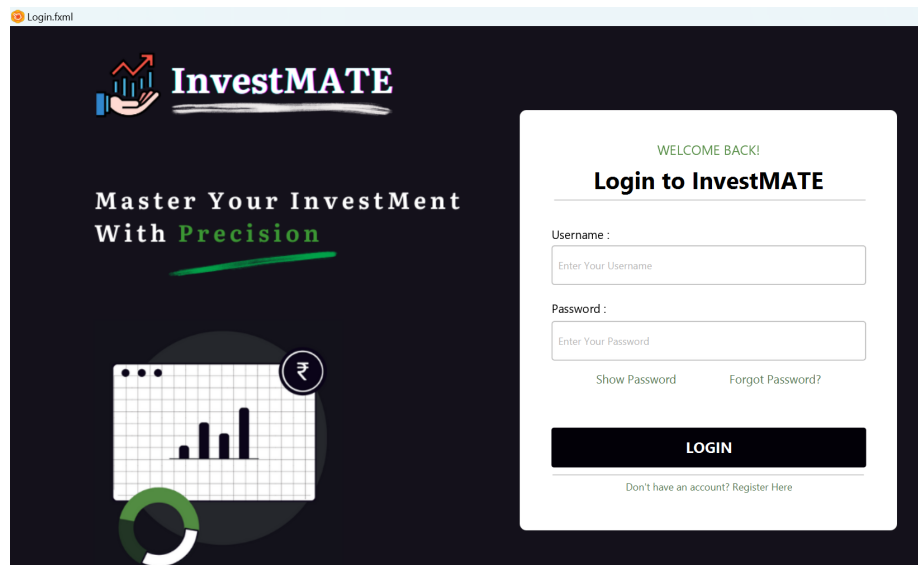 Login.fxml
InvestMATE
Master Your InvestMent
With Precision
₹
WELCOME BACK!
Login to InvestMATE
Username :
Enter Your Username
Password :
Enter Your Password
Show Password Forgot Password?
LOGIN
Don't have an account? Register Here